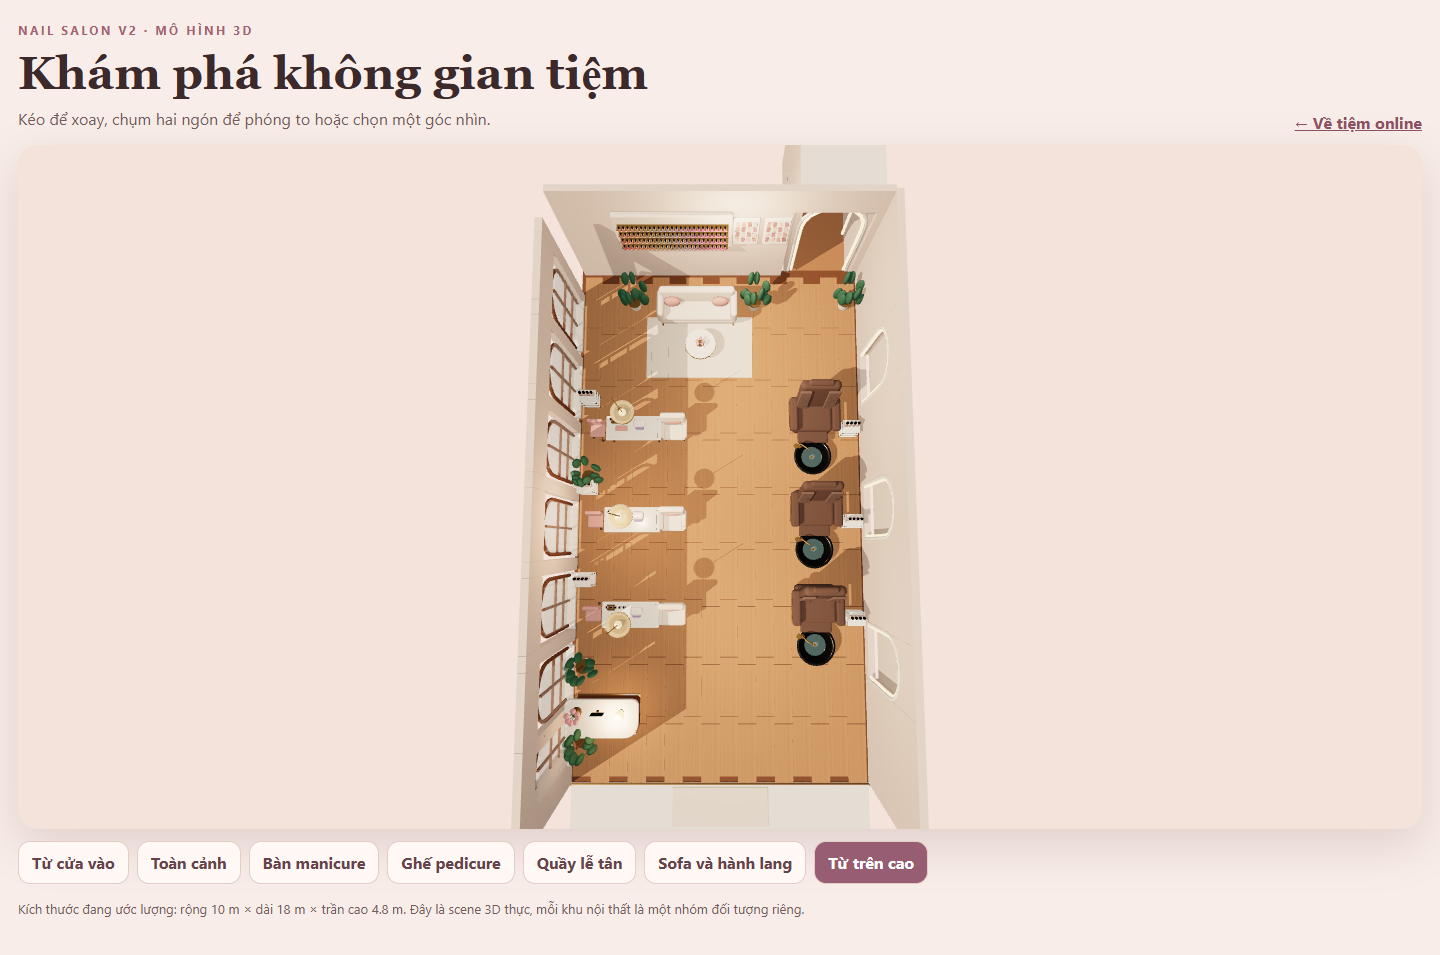 NAIL SALON V2 · MÔ HÌNH 3D
Khám phá không gian tiệm
Kéo để xoay, chụm hai ngón để phóng to hoặc chọn một góc nhìn.
← Về tiệm online
Từ cửa vào
Toàn cảnh
Bàn manicure
Ghế pedicure
Quầy lễ tân
Sofa và hành lang
Từ trên cao
Kích thước đang ước lượng: rộng 10 m × dài 18 m × trần cao 4.8 m. Đây là scene 3D thực, mỗi khu nội thất là một nhóm đối tượng riêng.